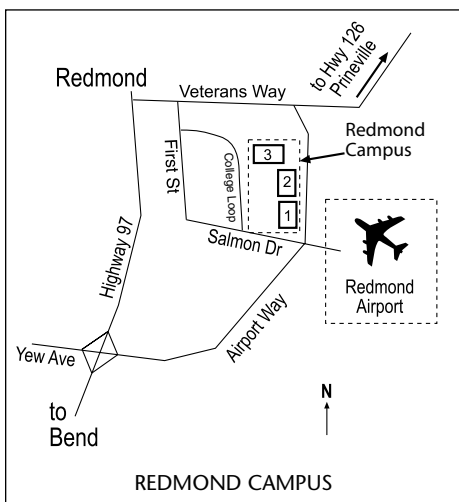 to Hwy 126
Prineville
Redmond
Veterans Way
Redmond
Campus
First St
College Loop
3
2
1
Salmon Dr
Highway 97
Airport Way
Redmond
Airport
Yew Ave
to
Bend
N
REDMOND CAMPUS